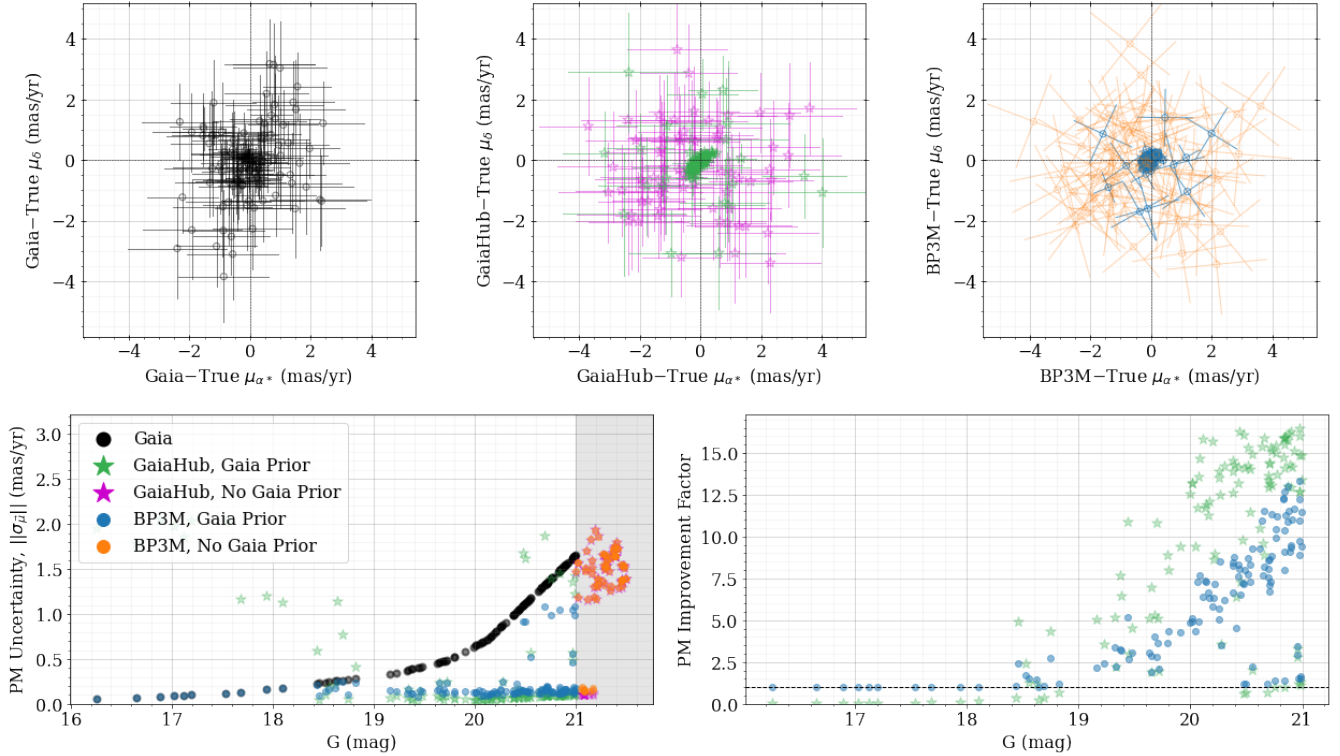 4
2
0
−2
−4
Gaia−True μδ (mas/yr)
−4 −2 0 2 4
Gaia−True μα* (mas/yr)
4
2
0
−2
−4
GaiaHub−True μδ (mas/yr)
−4 −2 0 2 4
GaiaHub−True μα* (mas/yr)
4
2
0
−2
−4
BP3M−True μδ (mas/yr)
−4 −2 0 2 4
BP3M−True μα* (mas/yr)
3.0
2.5
2.0
1.5
1.0
0.5
0.0
PM Uncertainty, ||σμ⃗|| (mas/yr)
Gaia
GaiaHub, Gaia Prior
GaiaHub, No Gaia Prior
BP3M, Gaia Prior
BP3M, No Gaia Prior
16 17 18 19 20 21
G (mag)
15.0
12.5
10.0
7.5
5.0
2.5
0.0
PM Improvement Factor
17 18 19 20 21
G (mag)